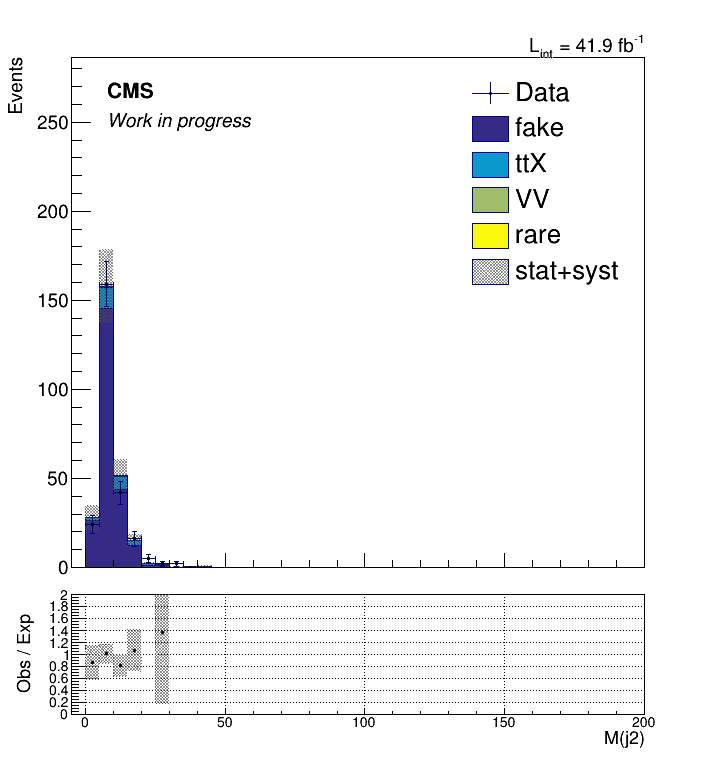 L_int = 41.9 fb^-1
Events
CMS
Work in progress
Data
fake
ttX
VV
rare
stat+syst
250
200
150
100
50
0
Obs / Exp
2
1.8
1.6
1.4
1.2
1
0.8
0.6
0.4
0.2
0
0 50 100 150 200
M(j2)